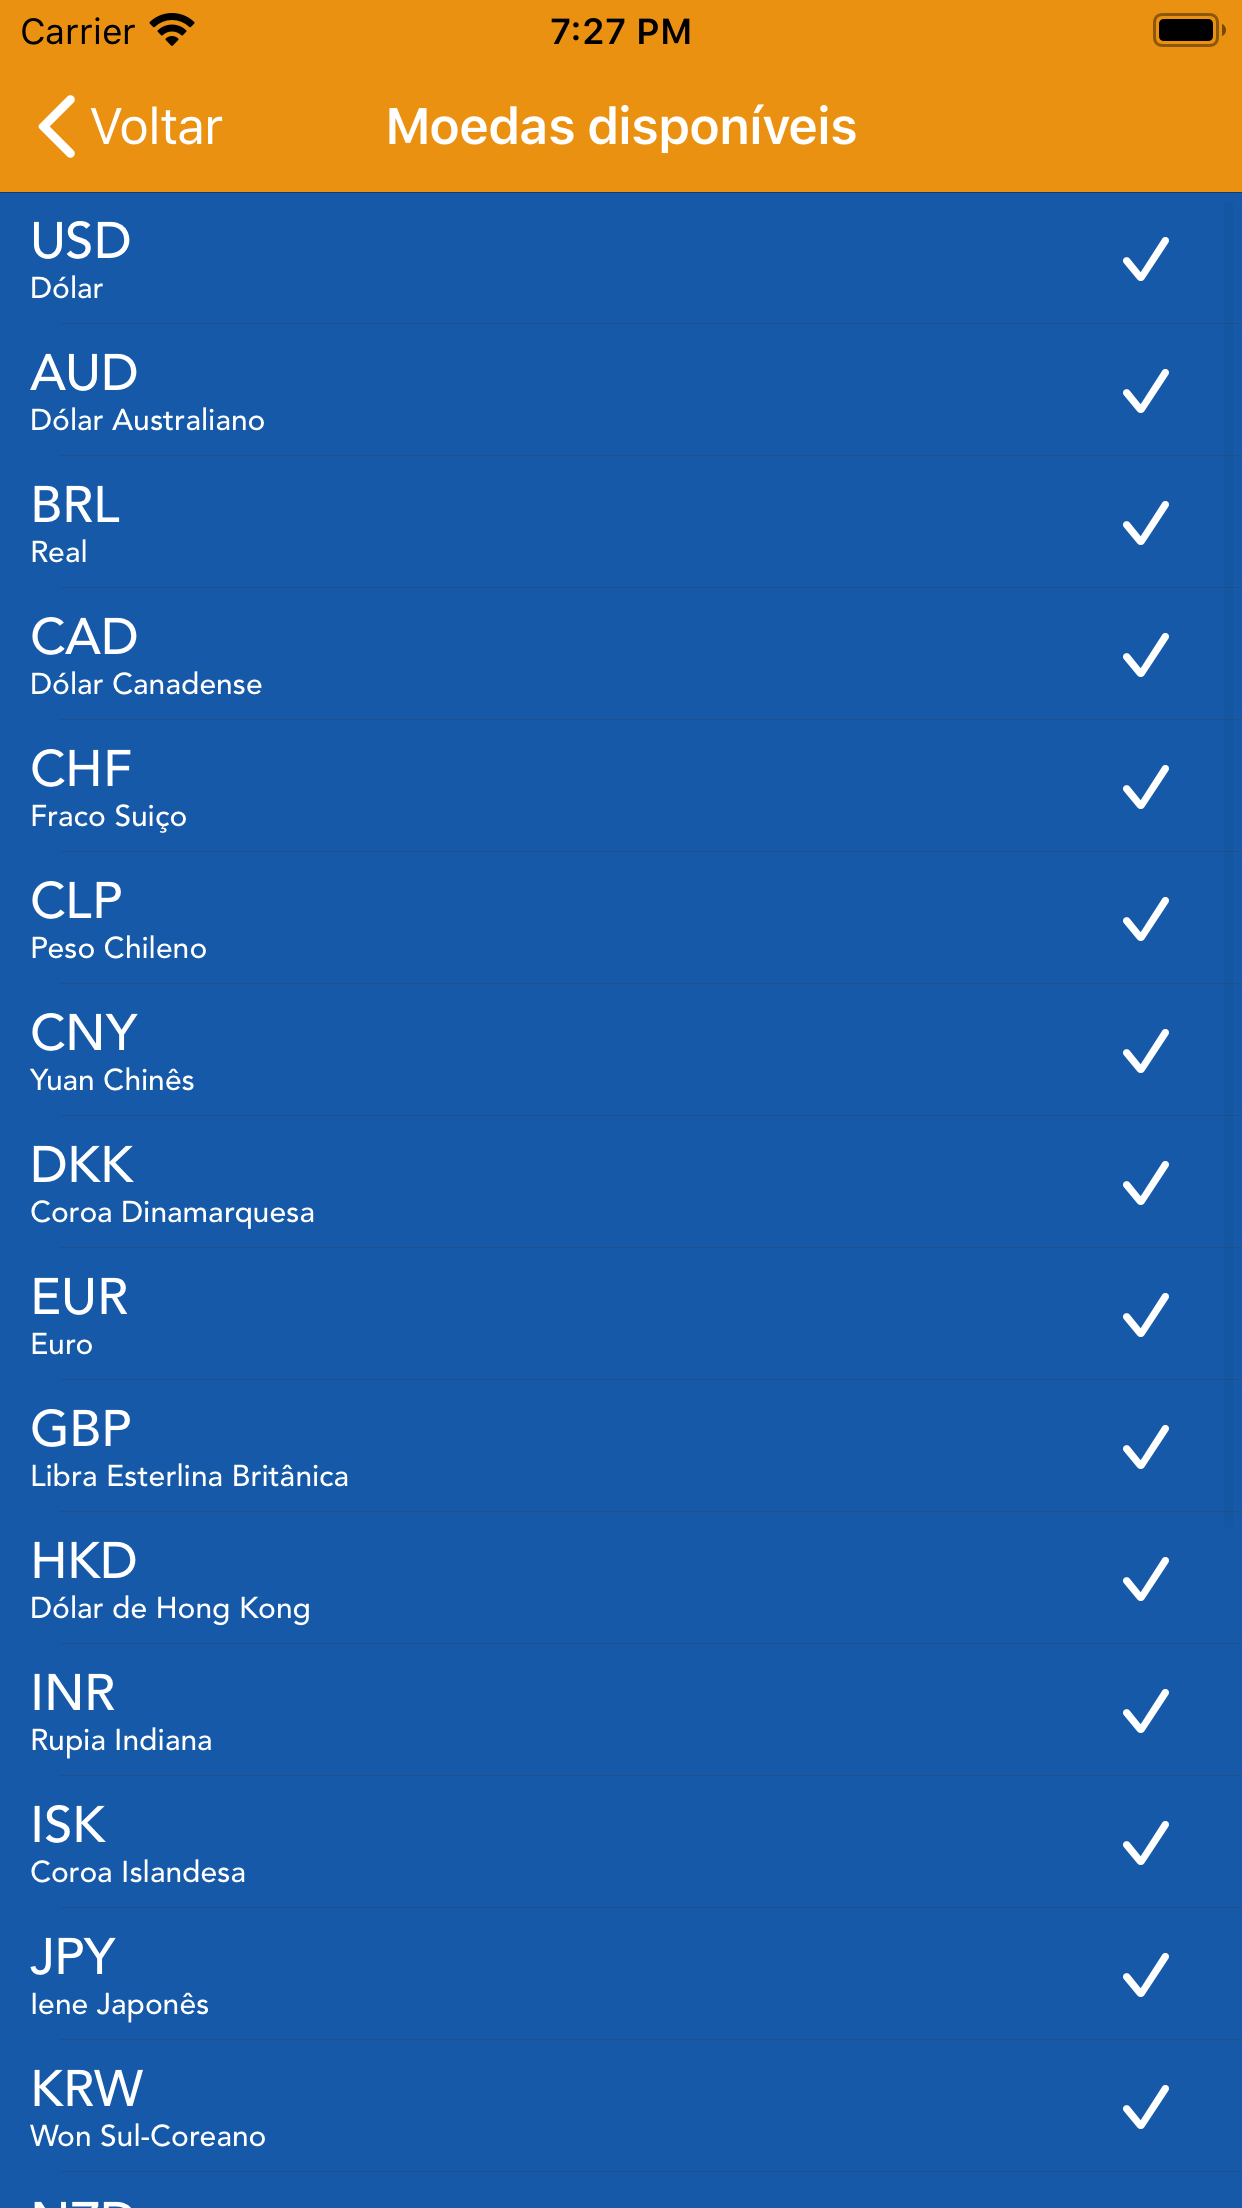 Carrier 7:27 PM
Voltar Moedas disponíveis
USD
Dólar
AUD
Dólar Australiano
BRL
Real
CAD
Dólar Canadense
CHF
Fraco Suiço
CLP
Peso Chileno
CNY
Yuan Chinês
DKK
Coroa Dinamarquesa
EUR
Euro
GBP
Libra Esterlina Britânica
HKD
Dólar de Hong Kong
INR
Rupia Indiana
ISK
Coroa Islandesa
JPY
Iene Japonês
KRW
Won Sul-Coreano